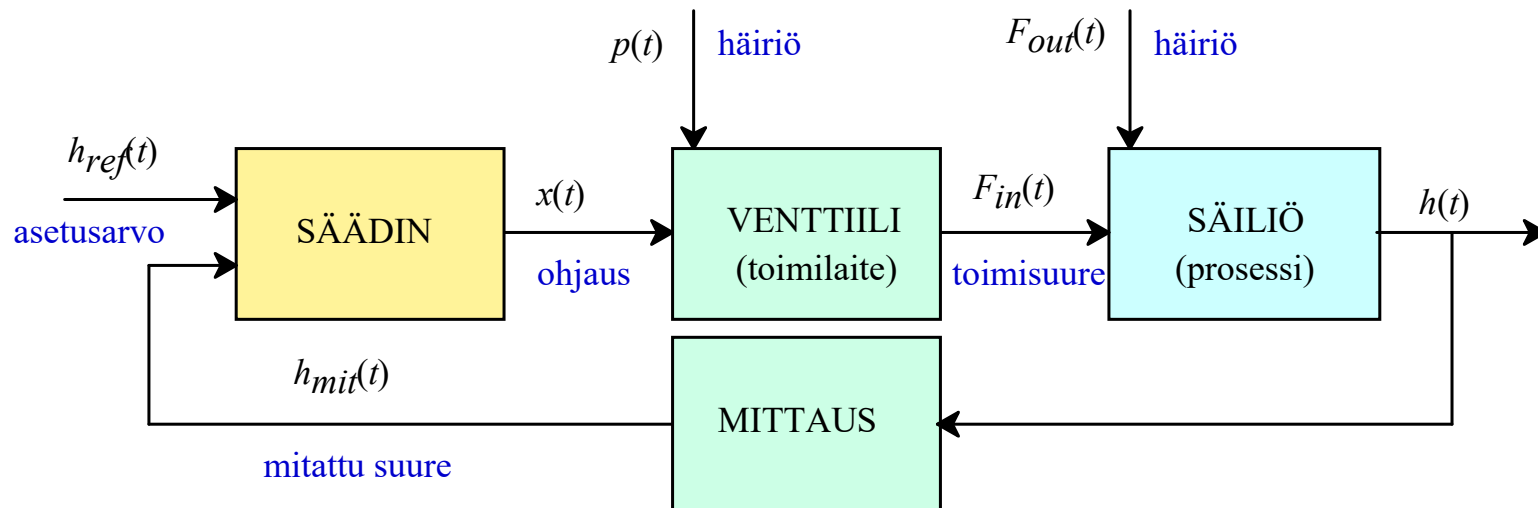 p(t) häiriö
F_out(t) häiriö
h_ref(t)
asetusarvo
SÄÄDIN
x(t)
ohjaus
VENTTIILI
(toimilaite)
F_in(t)
toimisuure
SÄILIÖ
(prosessi)
h(t)
h_mit(t)
mitattu suure
MITTAUS